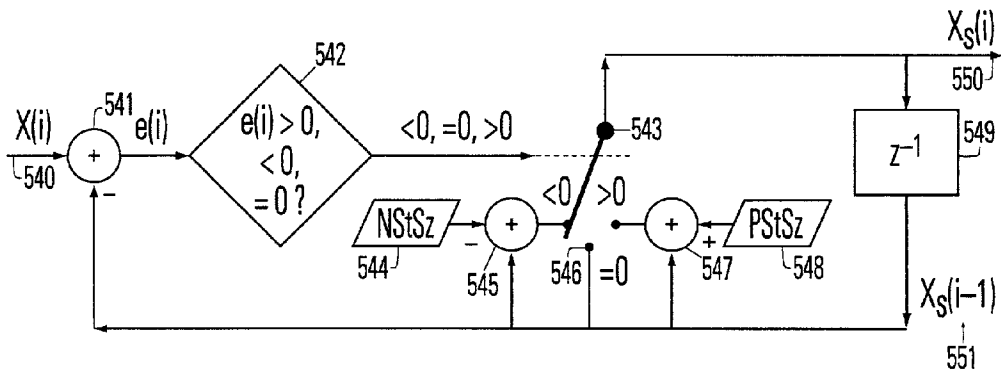 542
X_s(i)
550
541
X(i)
+
e(i)
540
-
e(i) > 0,
< 0,
= 0 ?
<0, =0, >0
543
z⁻¹
549
<0 >0
NStSz
-
+
+
+
PStSz
544
545
546
=0
547
548
X_s(i-1)
551